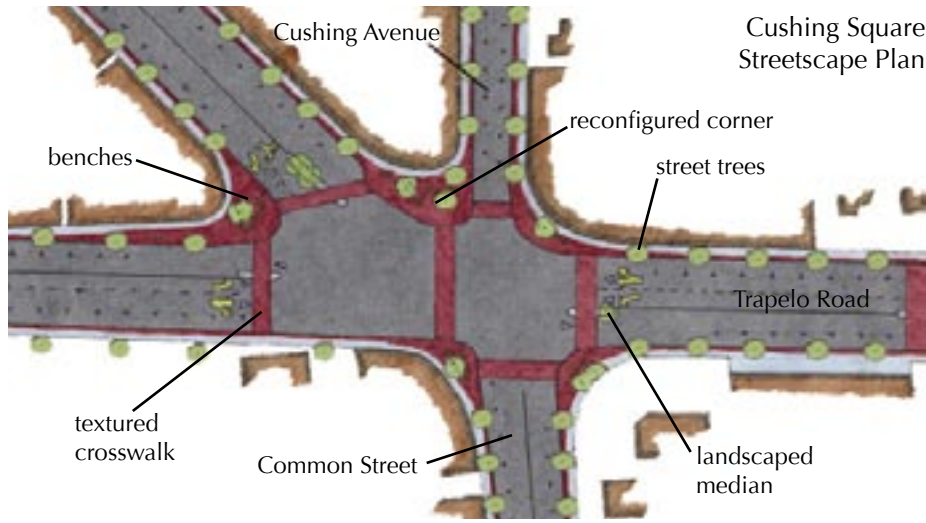 Cushing Square
Streetscape Plan
Cushing Avenue
reconfigured corner
benches
street trees
Trapelo Road
textured
crosswalk
Common Street
landscaped
median